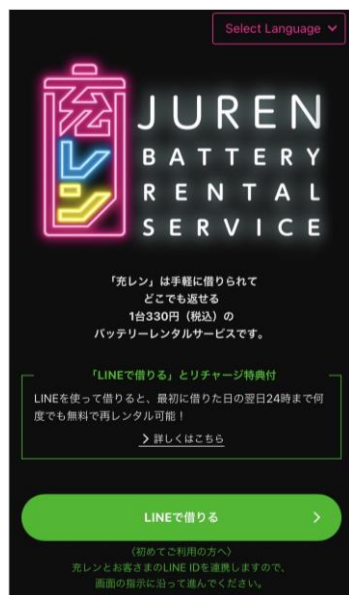 Select Language
充レン
JUREN
BATTERY
RENTAL
SERVICE
「充レン」は手軽に借りられて
どこでも返せる
1台330円（税込）の
バッテリーレンタルサービスです。
「LINEで借りる」とリチャージ特典付
LINEを使って借りると、最初に借りた日の翌日24時まで何
度でも無料で再レンタル可能！
詳しくはこちら
LINEで借りる
〈初めてご利用の方へ〉
充レンとお客さまのLINE IDを連携しますので、
画面の指示に沿って進んでください。